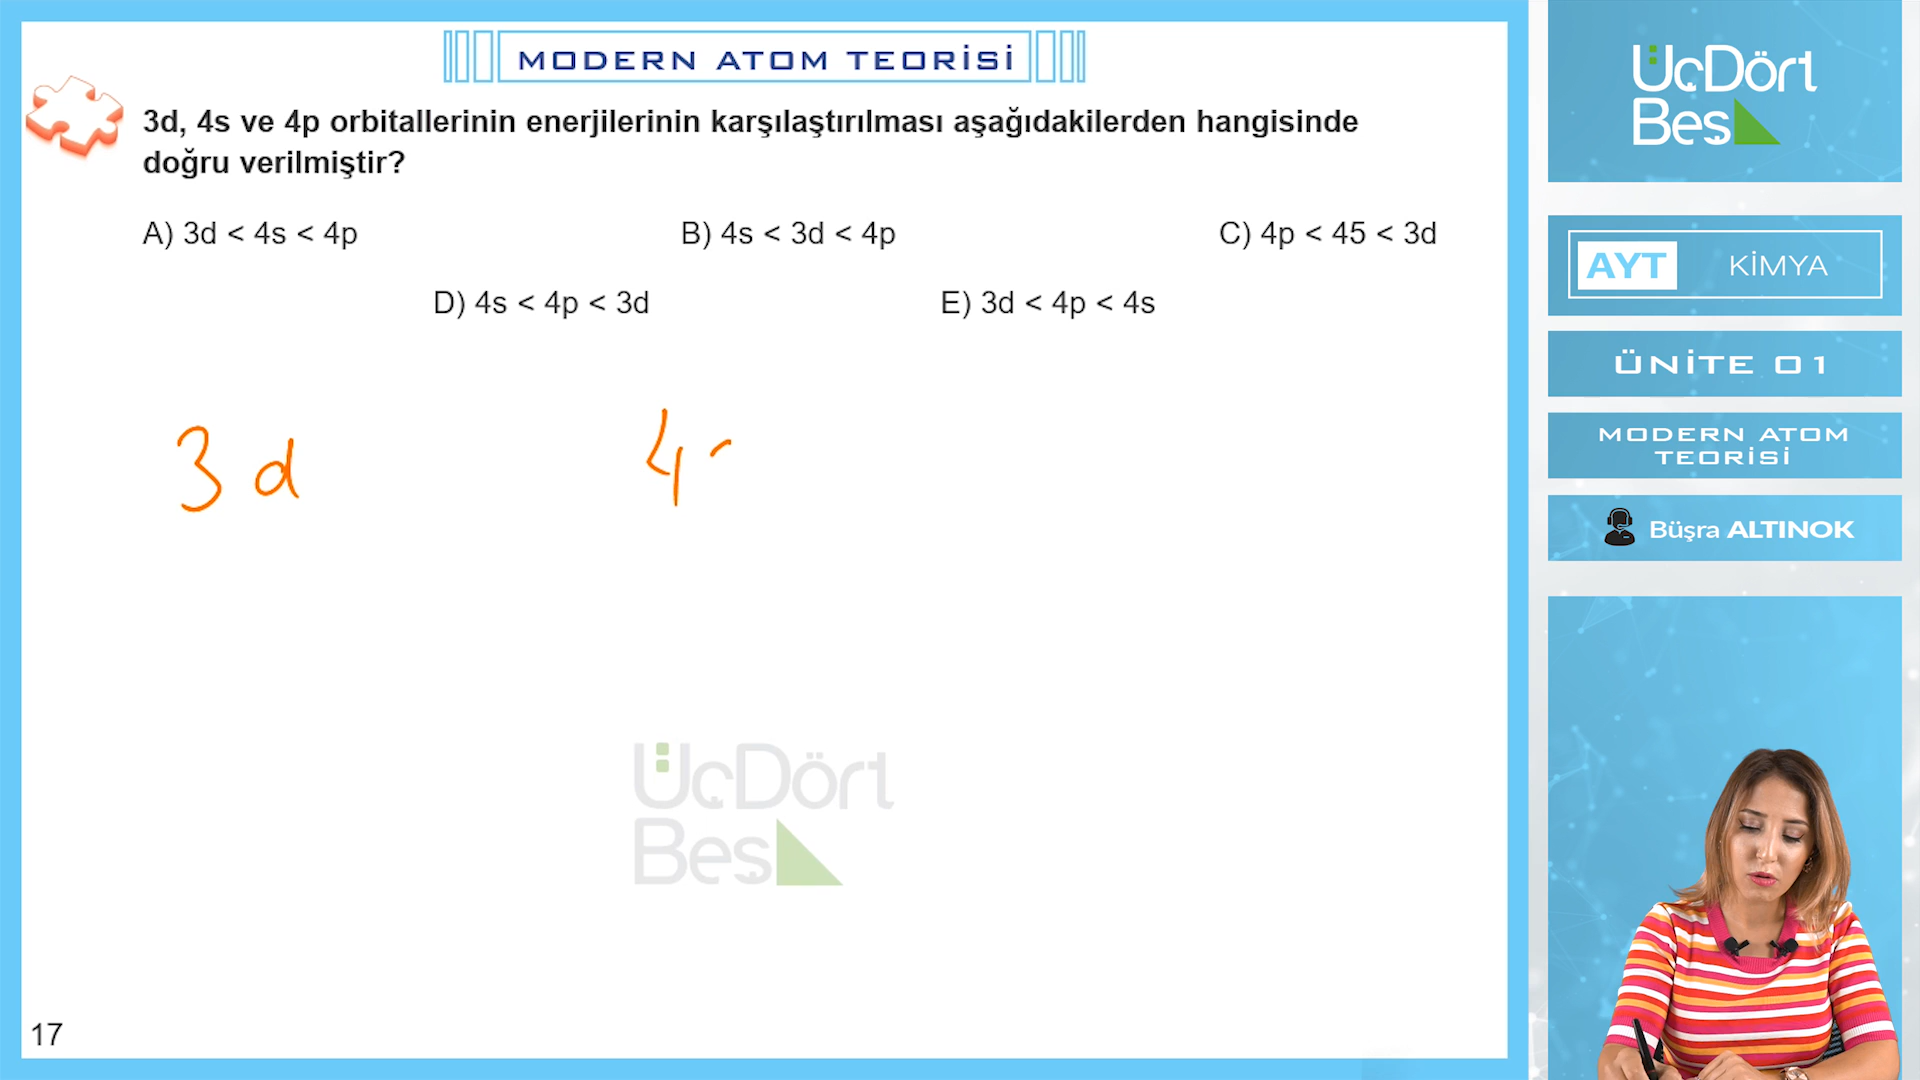 MODERN ATOM TEORİSİ
3d, 4s ve 4p orbitallerinin enerjilerinin karşılaştırılması aşağıdakilerden hangisinde
doğru verilmiştir?
A) 3d < 4s < 4p
B) 4s < 3d < 4p
C) 4p < 45 < 3d
D) 4s < 4p < 3d
E) 3d < 4p < 4s
3d
4
ÜçDört
Beş
17
ÜçDört
Beş
AYT KİMYA
ÜNİTE 01
MODERN ATOM
TEORİSİ
Büşra ALTINOK